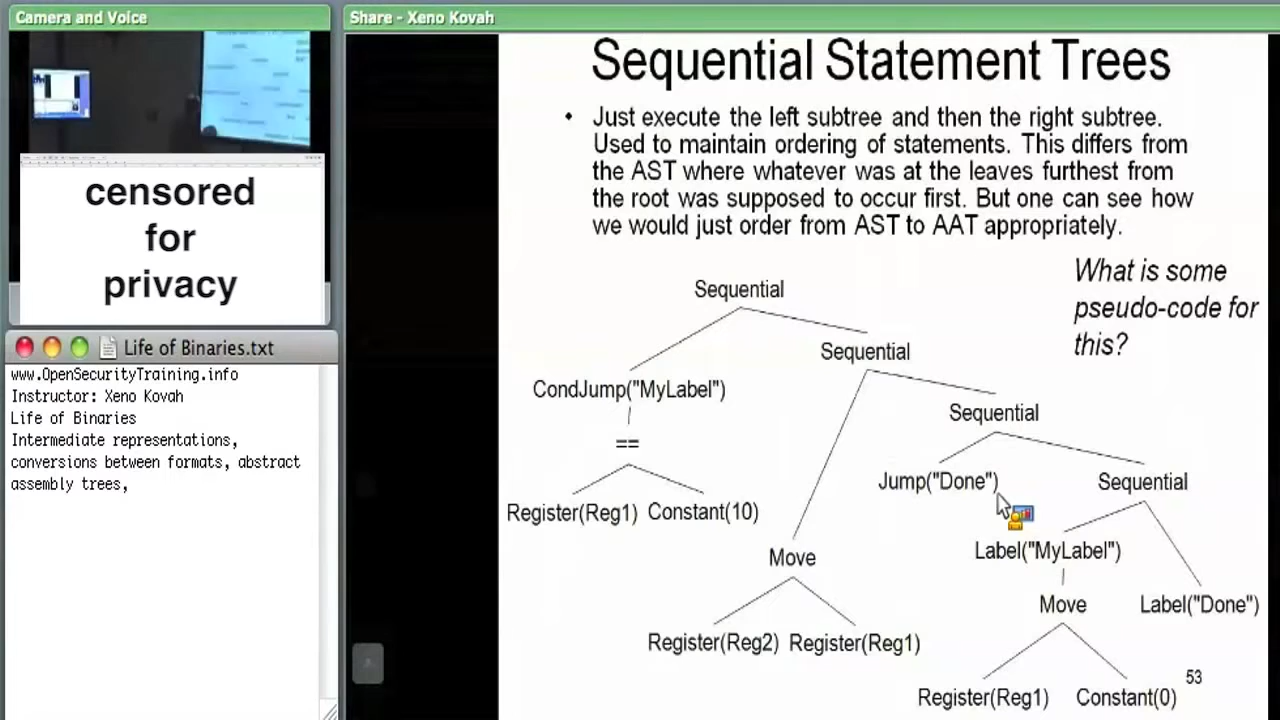 Camera and Voice
censored
for
privacy
Life of Binaries.txt
www.OpenSecurityTraining.info
Instructor: Xeno Kovah
Life of Binaries
Intermediate representations,
conversions between formats, abstract
assembly trees,
Share - Xeno Kovah
Sequential Statement Trees
• Just execute the left subtree and then the right subtree.
Used to maintain ordering of statements. This differs from
the AST where whatever was at the leaves furthest from
the root was supposed to occur first. But one can see how
we would just order from AST to AAT appropriately.
What is some
pseudo-code for
this?
Sequential
Sequential
CondJump("MyLabel")
Sequential
==
Jump("Done")
Sequential
Register(Reg1) Constant(10)
Label("MyLabel")
Move
Move
Label("Done")
Register(Reg2) Register(Reg1)
Register(Reg1) Constant(0)
53